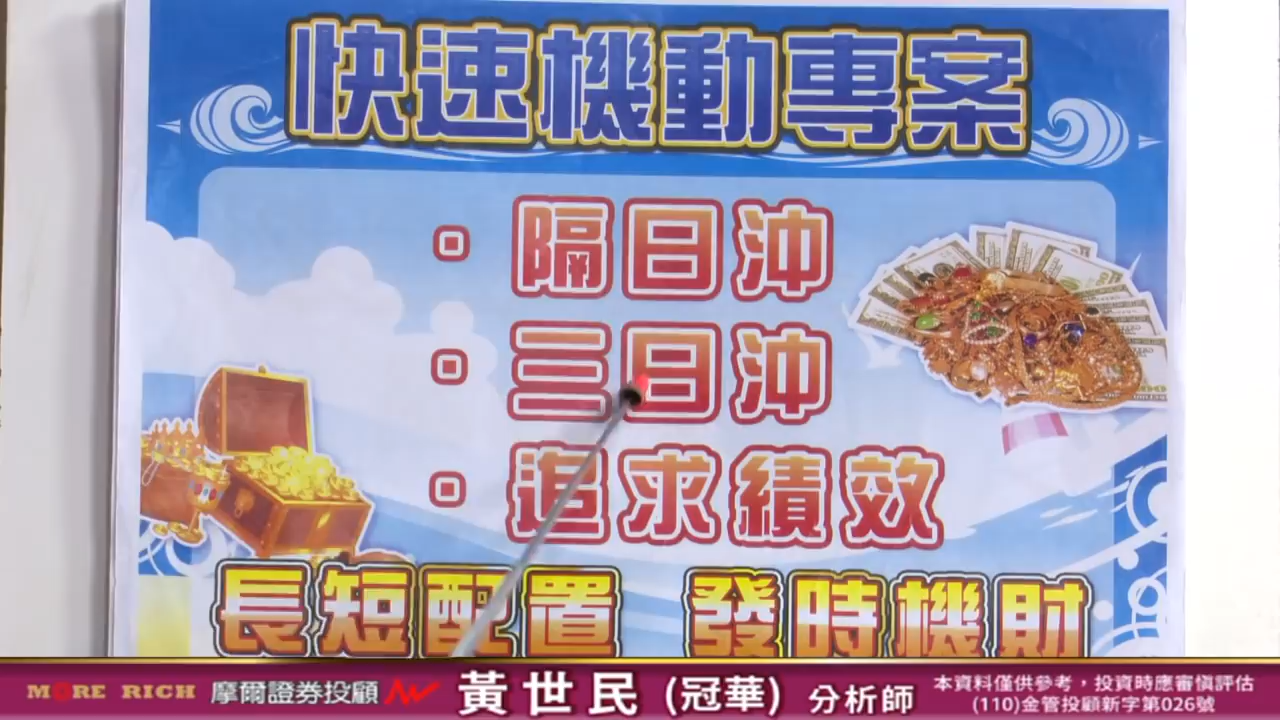 快速機動專案
隔日沖
三日沖
追求績效
長短配置 發時機財
MORE RICH 摩爾證券投顧 黃世民(冠華) 分析師
本資料僅供參考，投資時應審慎評估
(110)金管投顧新字第026號